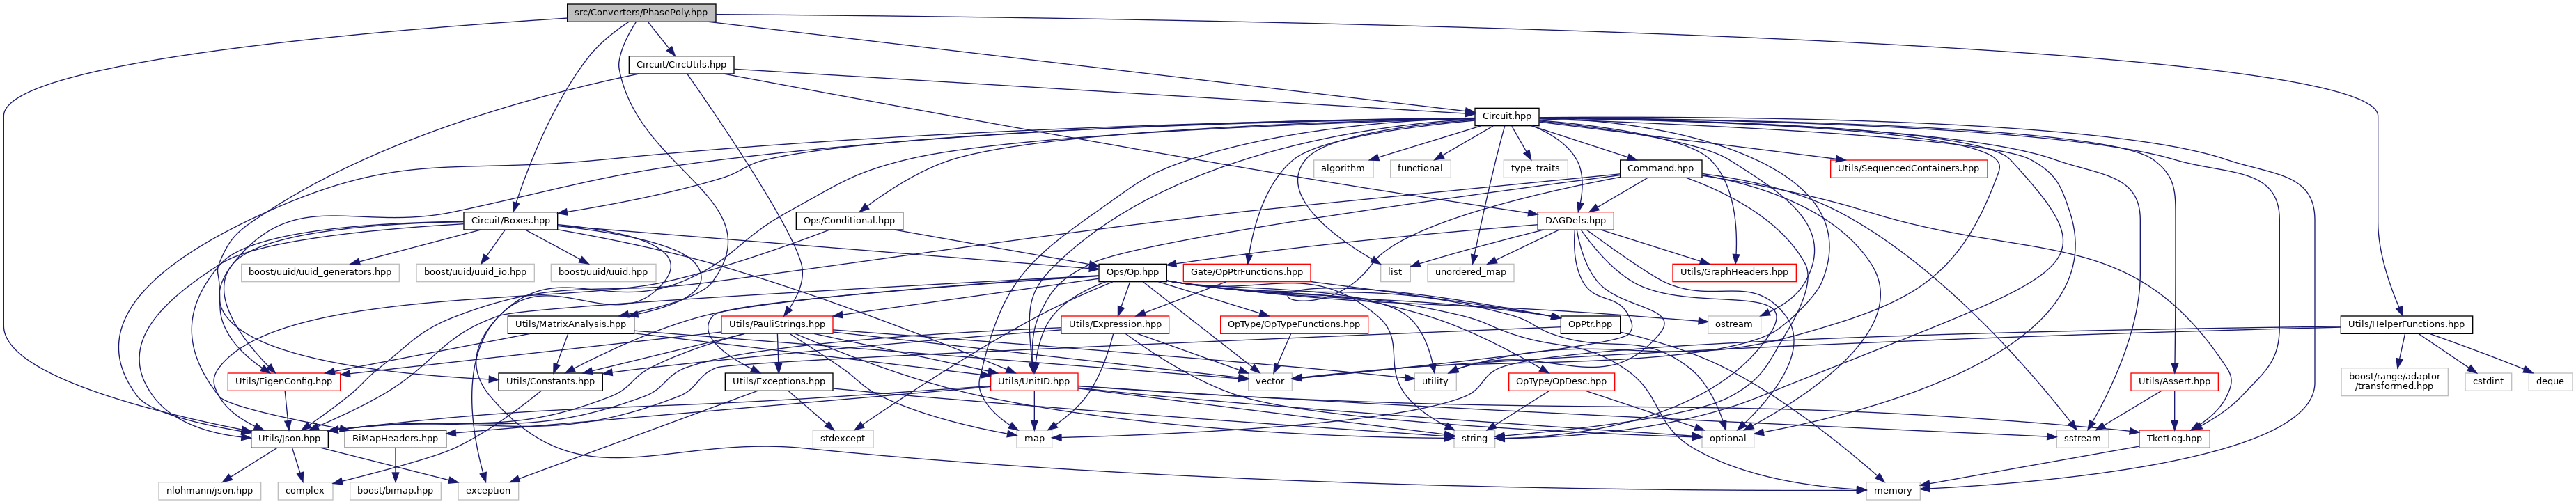 src/Converters/PhasePoly.hpp
Circuit/CircUtils.hpp
Circuit.hpp
algorithm
functional
type_traits
Command.hpp
Utils/SequencedContainers.hpp
Circuit/Boxes.hpp
Ops/Conditional.hpp
DAGDefs.hpp
boost/uuid/uuid_generators.hpp
boost/uuid/uuid_io.hpp
boost/uuid/uuid.hpp
Ops/Op.hpp
Gate/OpPtrFunctions.hpp
list
unordered_map
Utils/GraphHeaders.hpp
Utils/MatrixAnalysis.hpp
Utils/PauliStrings.hpp
Utils/Expression.hpp
OpType/OpTypeFunctions.hpp
OpPtr.hpp
ostream
Utils/HelperFunctions.hpp
Utils/EigenConfig.hpp
Utils/Constants.hpp
Utils/Exceptions.hpp
Utils/UnitID.hpp
vector
utility
OpType/OpDesc.hpp
Utils/Assert.hpp
boost/range/adaptor
/transformed.hpp
cstdint
deque
Utils/Json.hpp
BiMapHeaders.hpp
stdexcept
map
string
optional
sstream
TketLog.hpp
nlohmann/json.hpp
complex
boost/bimap.hpp
exception
memory